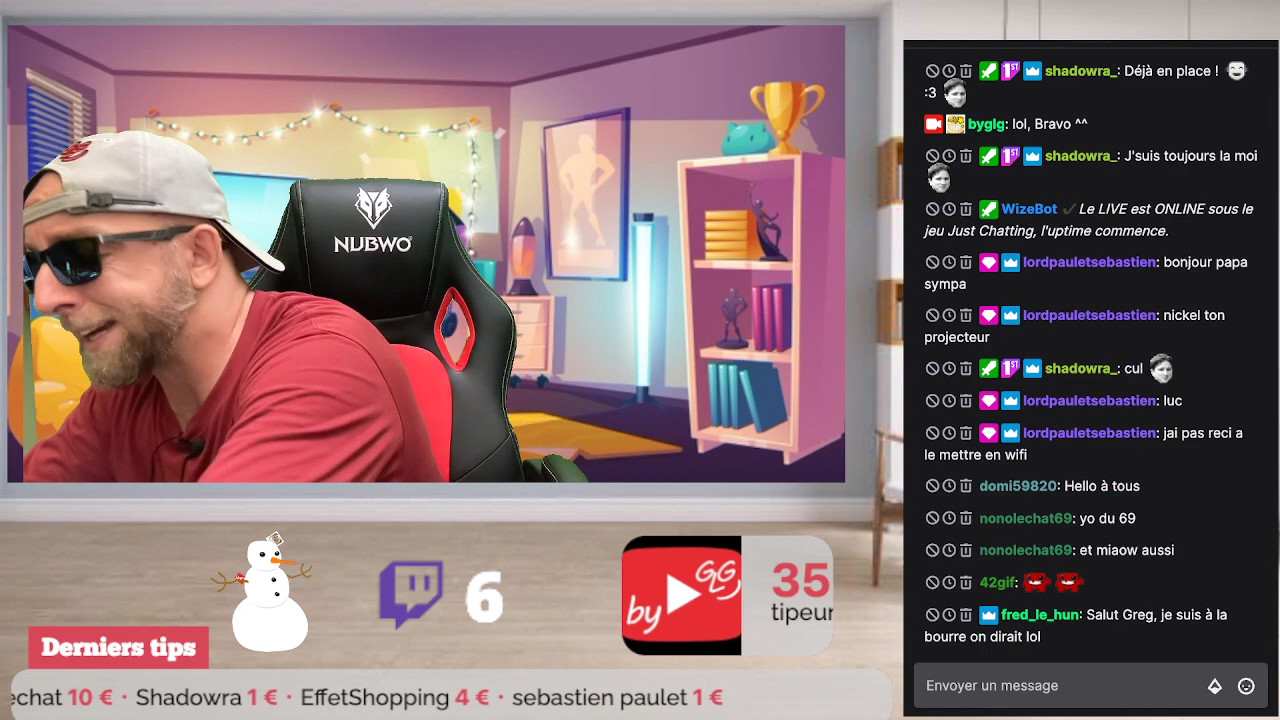 NUBWO
shadowra_: Déjà en place !
:3
byglg: lol, Bravo ^^
shadowra_: J'suis toujours la moi
WizeBot Le LIVE est ONLINE sous le
jeu Just Chatting, l'uptime commence.
lordpauletsebastien: bonjour papa
sympa
lordpauletsebastien: nickel ton
projecteur
shadowra_: cul
lordpauletsebastien: luc
lordpauletsebastien: jai pas reci a
le mettre en wifi
domi59820: Hello à tous
nonolechat69: yo du 69
nonolechat69: et miaow aussi
42gif:
fred_le_hun: Salut Greg, je suis à la
bourre on dirait lol
Envoyer un message
6
by GLG
35
tipeur
Derniers tips
echat 10 € · Shadowra 1 € · EffetShopping 4 € · sebastien paulet 1 €